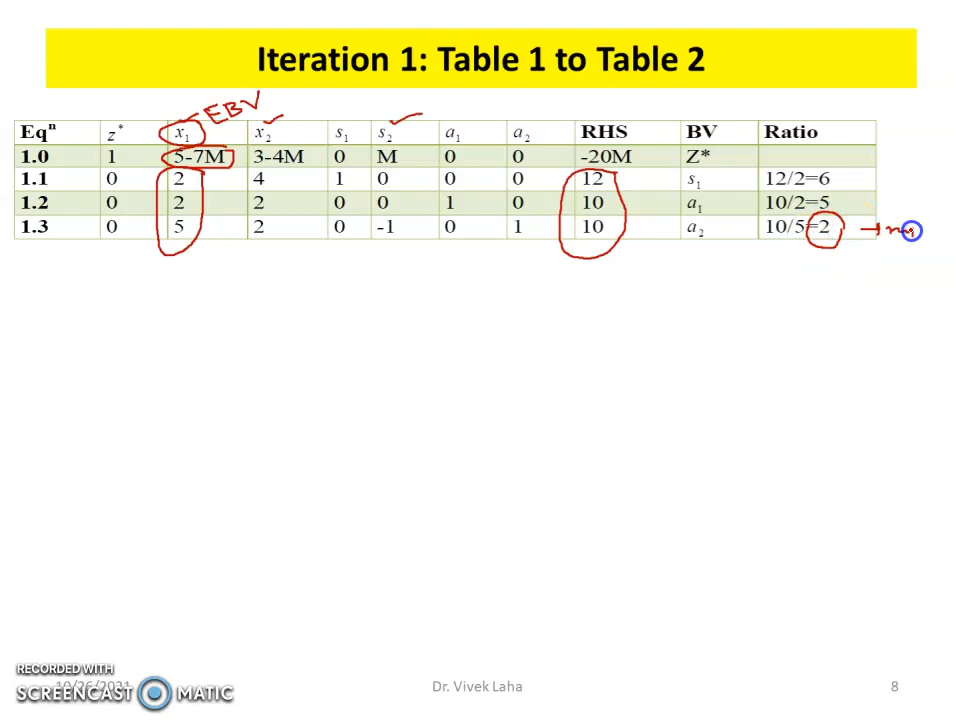 Iteration 1: Table 1 to Table 2
EBV
Eqⁿ z* x₁ x₂ s₁ s₂ a₁ a₂ RHS BV Ratio
1.0 1 5-7M 3-4M 0 M 0 0 -20M Z*
1.1 0 2 4 1 0 0 0 12 s₁ 12/2=6
1.2 0 2 2 0 0 1 0 10 a₁ 10/2=5
1.3 0 5 2 0 -1 0 1 10 a₂ 10/5=2 →
RECORDED WITH
SCREENCAST MATIC
10/26/2021
Dr. Vivek Laha
8